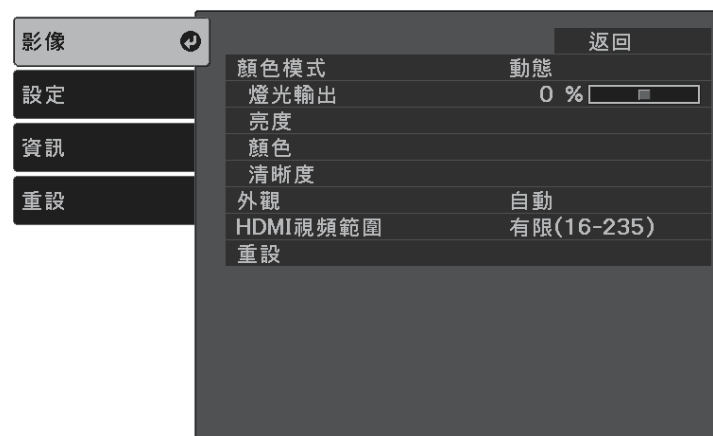 影像
設定
資訊
重設
返回
顏色模式 動態
燈光輸出 0 %
亮度
顏色
清晰度
外觀 自動
HDMI視頻範圍 有限(16-235)
重設